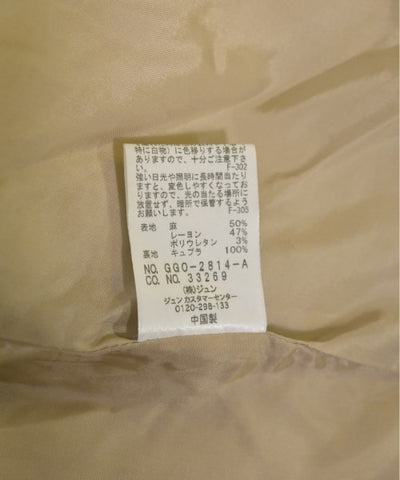 特に白物)に色移りする場合が
ありますので、十分ご注意下さ
い。 F-302
強い日光や照明に長時間当たり
ますと、変色しやすくなってお
りますので、光の当たる場所に
放置せず、暗所で保管するよう
お願いします。 F-305
表地 麻 50%
レーヨン 47%
ポリウレタン 3%
裏地 キュプラ 100%
NO. GGO-2814-A
CO. NO. 33269
(株)ジュン
ジュン カスタマーセンター
0120-298-133
中国製